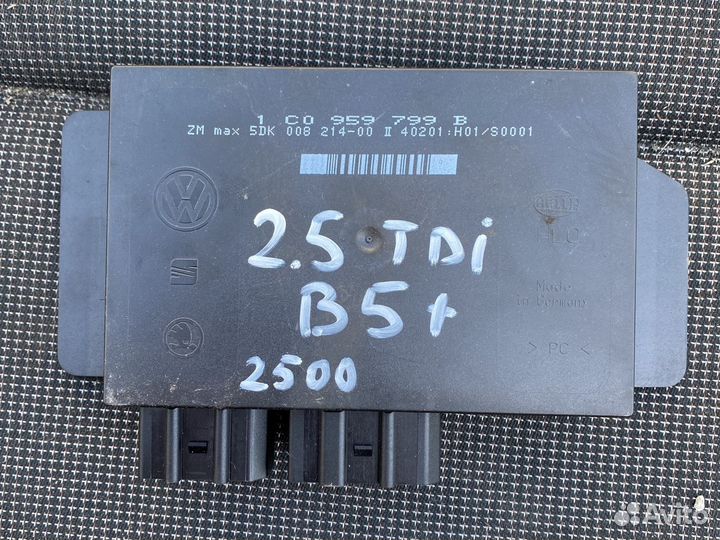 1 C0 959 799 B
ZM max 5DK 008 214-00 II 40201:H01/S0001
HELLA
2.5 TDi
B5+
2500
Made
in Germany
> PC <
Avito